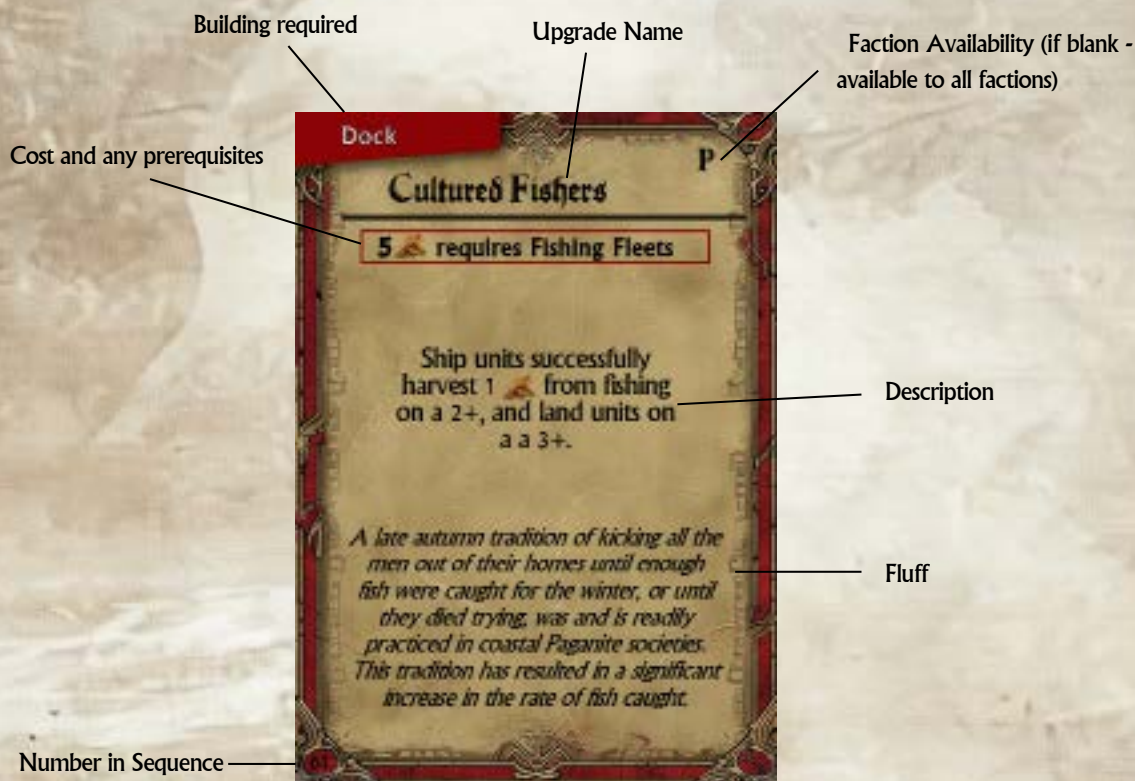 Building required
Upgrade Name
Faction Availability (if blank -
available to all factions)
Cost and any prerequisites
Dock
P
Cultured Fishers
5 requires Fishing Fleets
Ship units successfully
harvest 1 from fishing
on a 2+, and land units on
a a 3+.
Description
A late autumn tradition of kicking all the
men out of their homes until enough
fish were caught for the winter, or until
they died trying, was and is readily
practiced in coastal Paganite societies.
This tradition has resulted in a significant
increase in the rate of fish caught.
Fluff
Number in Sequence